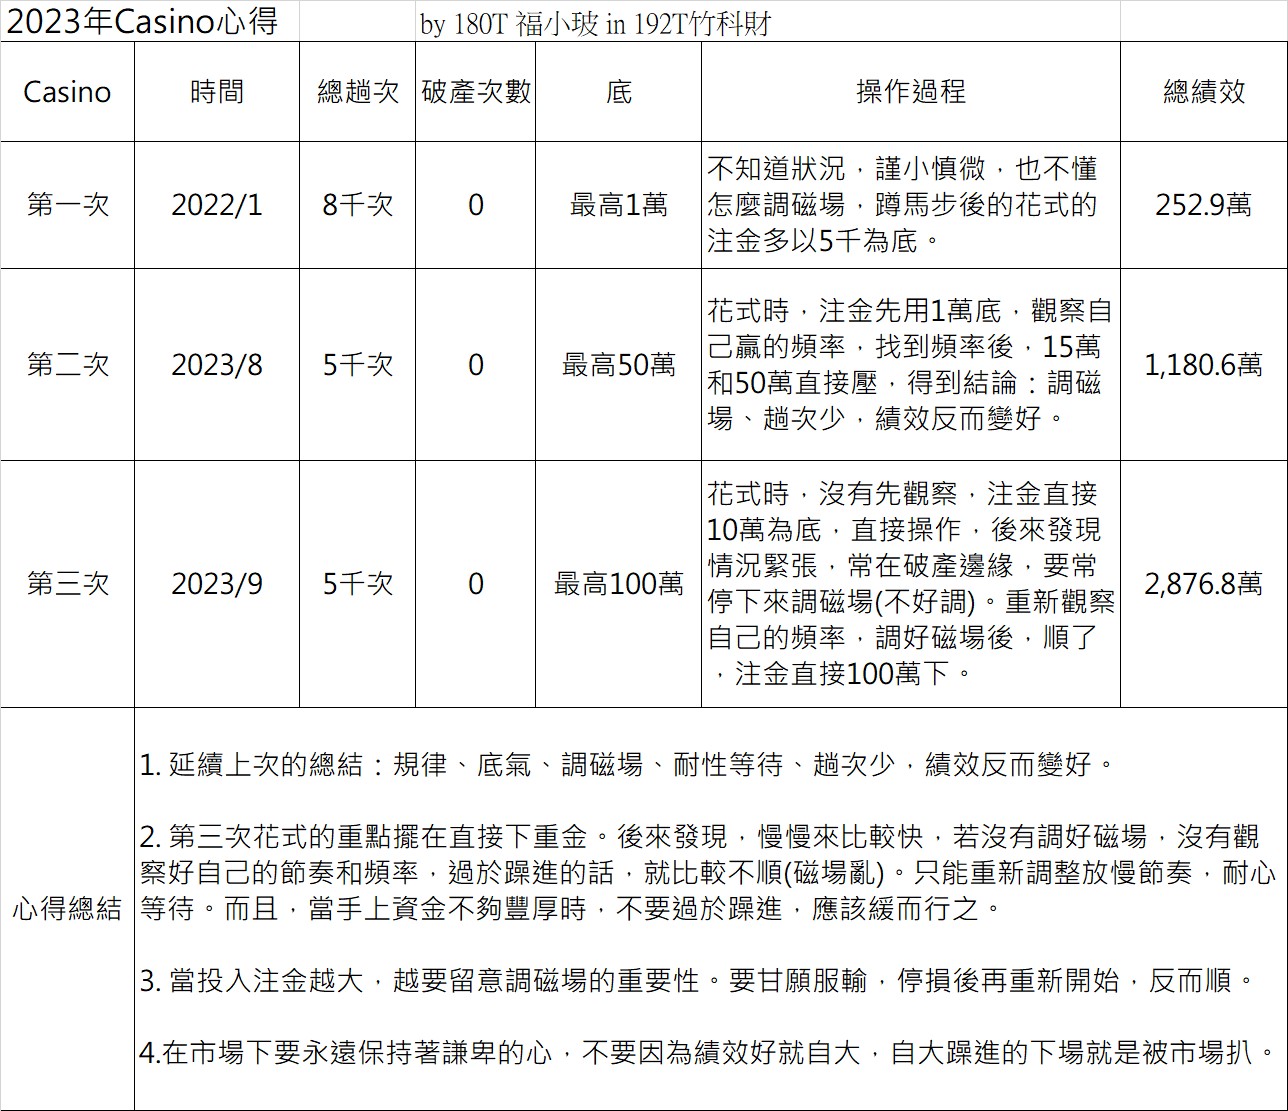 2023年Casino心得 by 180T 福小玻 in 192T竹科財
Casino 時間 總趟次 破產次數 底 操作過程 總績效
第一次 2022/1 8千次 0 最高1萬 252.9萬
不知道狀況，謹小慎微，也不懂
怎麼調磁場，蹲馬步後的花式的
注金多以5千為底。
第二次 2023/8 5千次 0 最高50萬 1,180.6萬
花式時，注金先用1萬底，觀察自
己贏的頻率，找到頻率後，15萬
和50萬直接壓，得到結論：調磁
場、趟次少，績效反而變好。
第三次 2023/9 5千次 0 最高100萬 2,876.8萬
花式時，沒有先觀察，注金直接
10萬為底，直接操作，後來發現
情況緊張，常在破產邊緣，要常
停下來調磁場(不好調)。重新觀察
自己的頻率，調好磁場後，順了
，注金直接100萬下。
心得總結
1. 延續上次的總結：規律、底氣、調磁場、耐性等待、趟次少，績效反而變好。
2. 第三次花式的重點擺在直接下重金。後來發現，慢慢來比較快，若沒有調好磁場，沒有觀
察好自己的節奏和頻率，過於躁進的話，就比較不順(磁場亂)。只能重新調整放慢節奏，耐心
等待。而且，當手上資金不夠豐厚時，不要過於躁進，應該緩而行之。
3. 當投入注金越大，越要留意調磁場的重要性。要甘願服輸，停損後再重新開始，反而順。
4.在市場下要永遠保持著謙卑的心，不要因為績效好就自大，自大躁進的下場就是被市場扒。